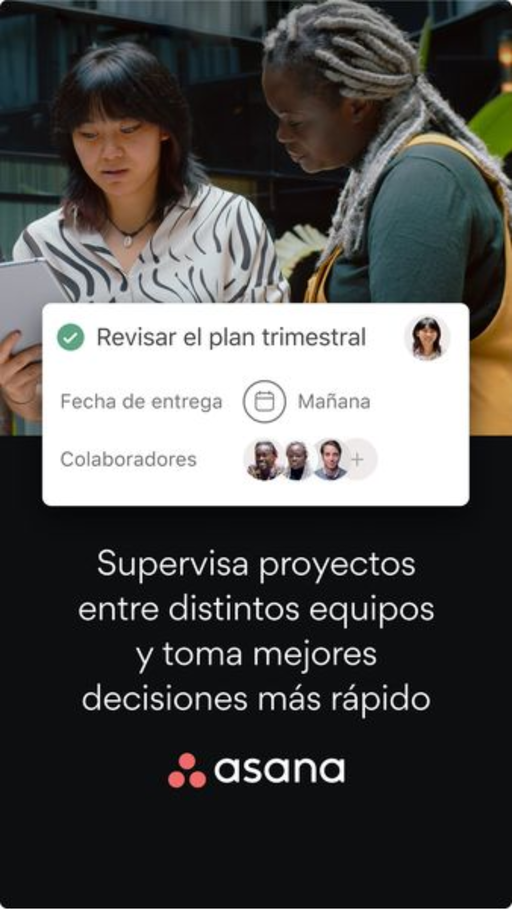 Revisar el plan trimestral
Fecha de entrega Mañana
Colaboradores +
Supervisa proyectos
entre distintos equipos
y toma mejores
decisiones más rápido
asana